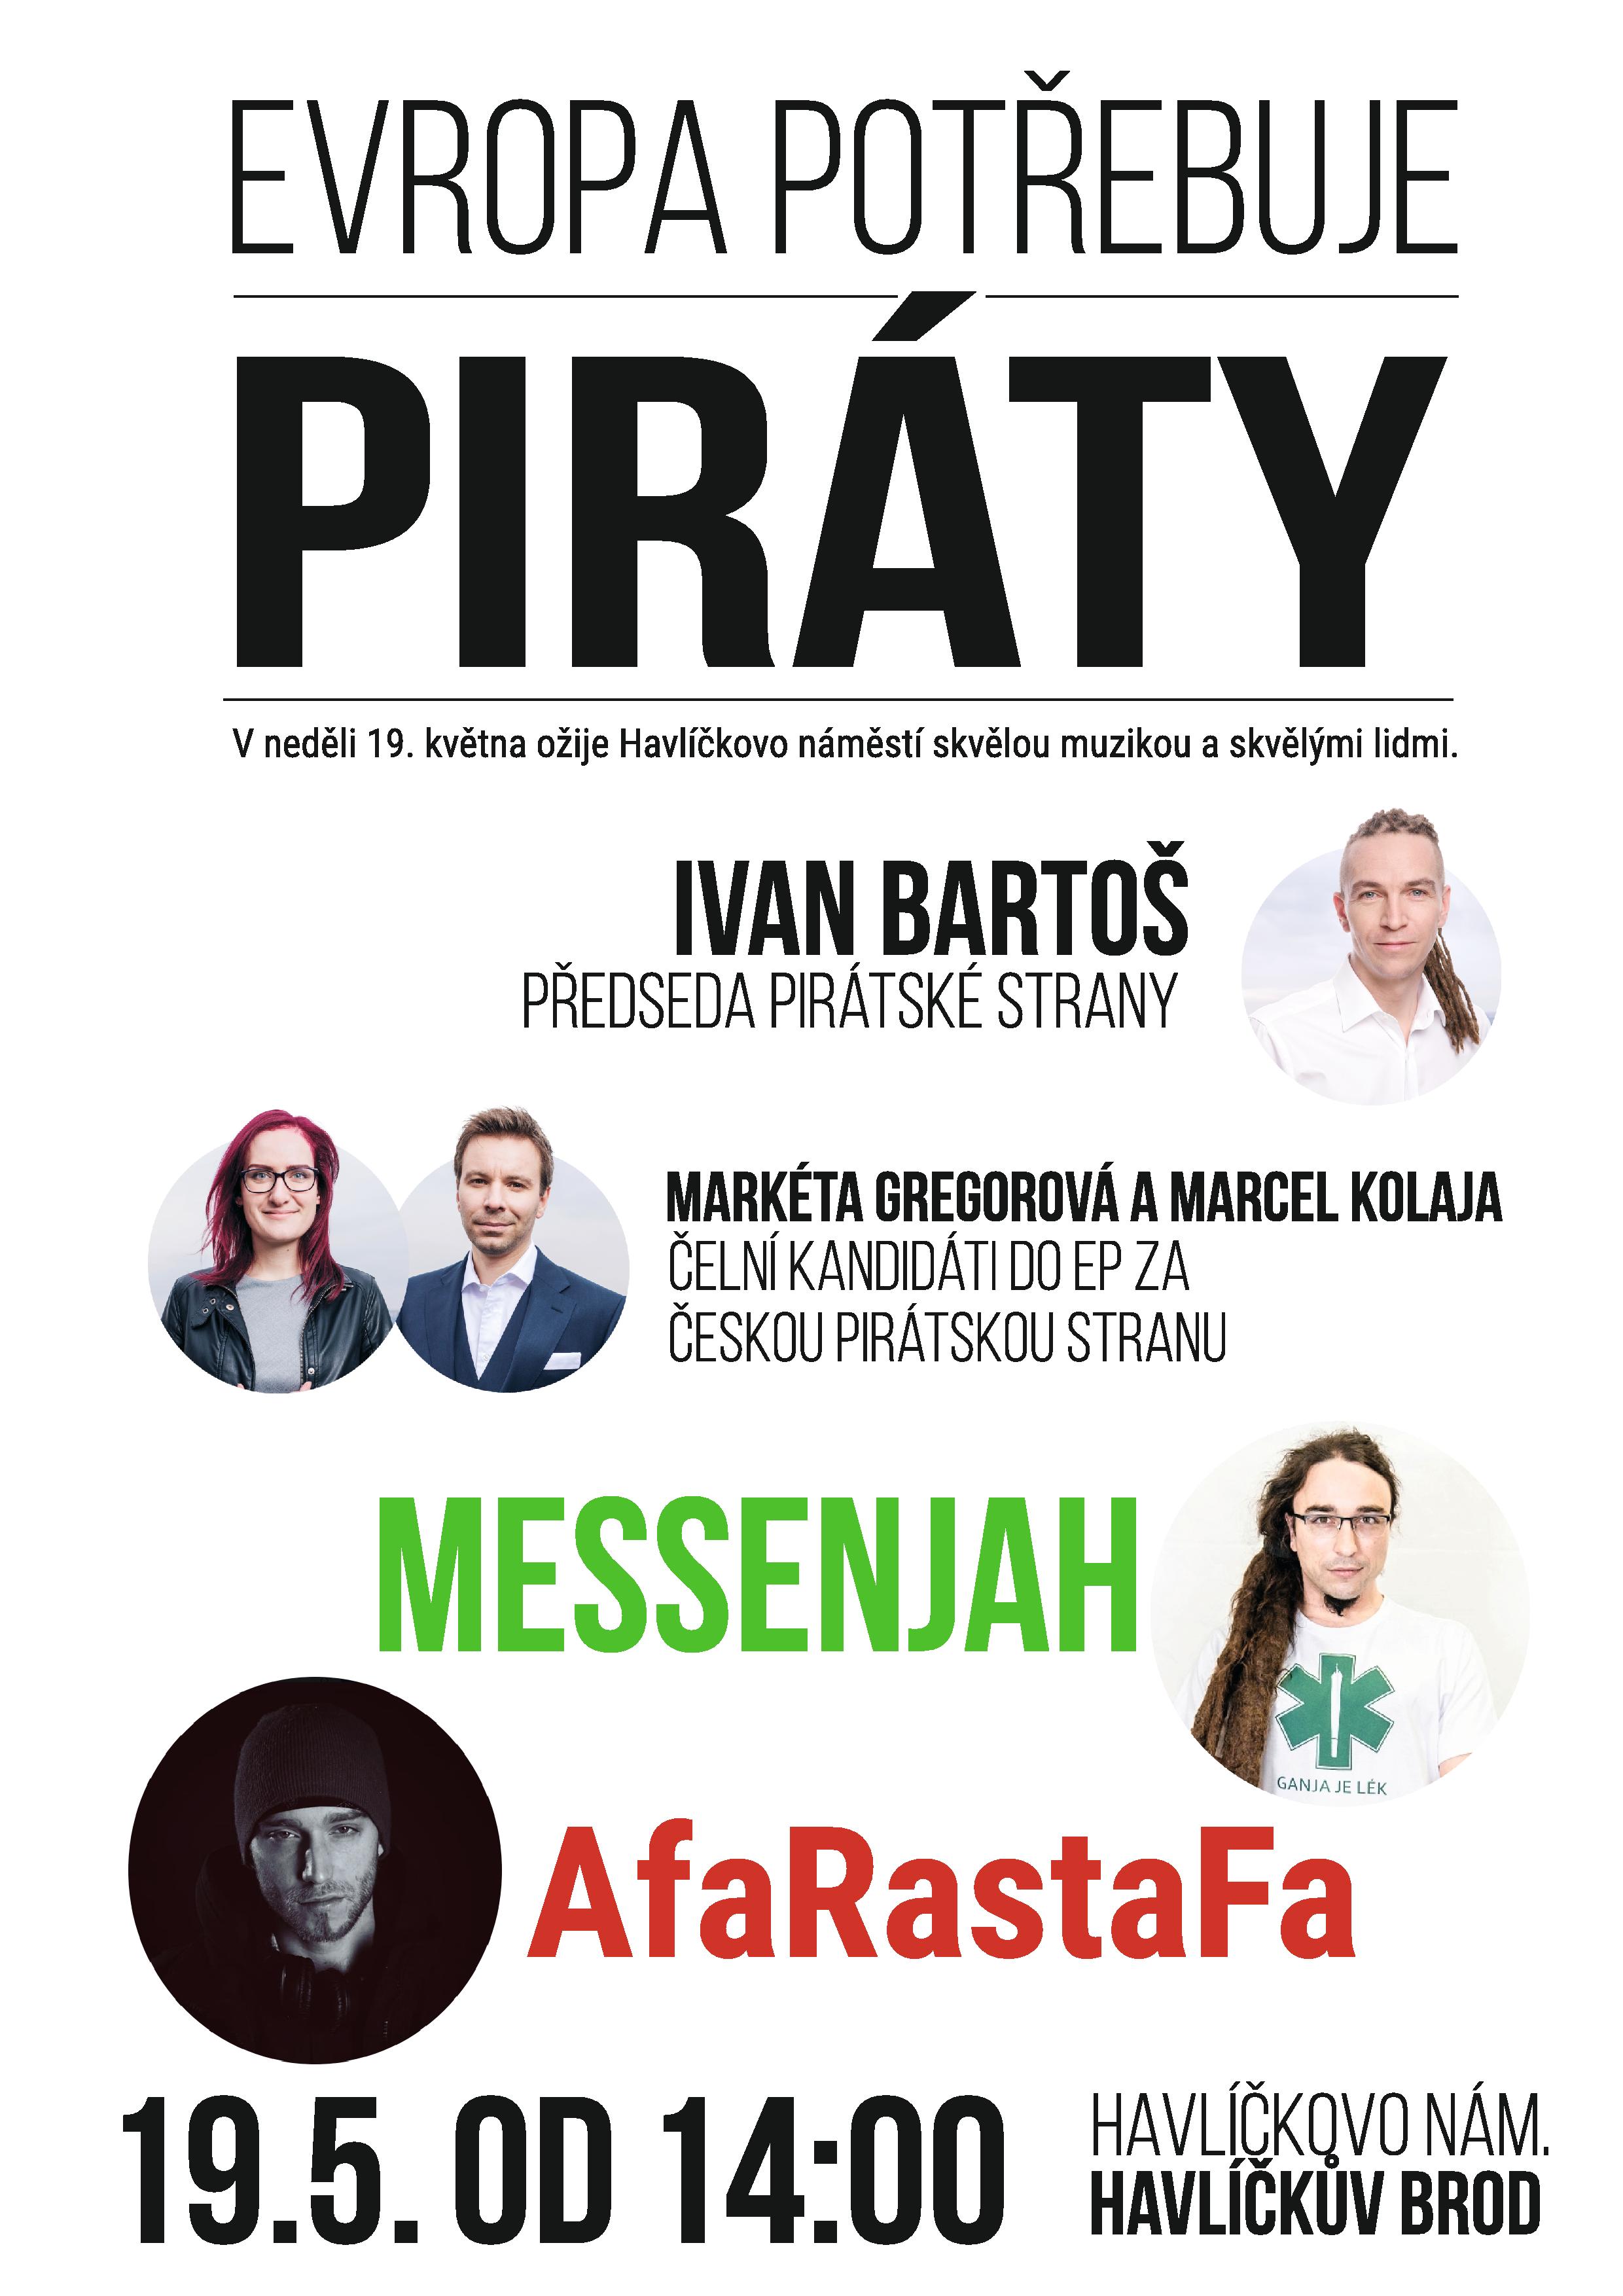 EVROPA POTŘEBUJE
PIRÁTY
V neděli 19. května ožije Havlíčkovo náměstí skvělou muzikou a skvělými lidmi.
IVAN BARTOŠ
PŘEDSEDA PIRÁTSKÉ STRANY
MARKÉTA GREGOROVÁ A MARCEL KOLAJA
ČELNÍ KANDIDÁTI DO EP ZA
ČESKOU PIRÁTSKOU STRANU
MESSENJAH
GANJA JE LÉK
AfaRastaFa
19.5. OD 14:00
HAVLÍČKOVO NÁM.
HAVLÍČKŮV BROD